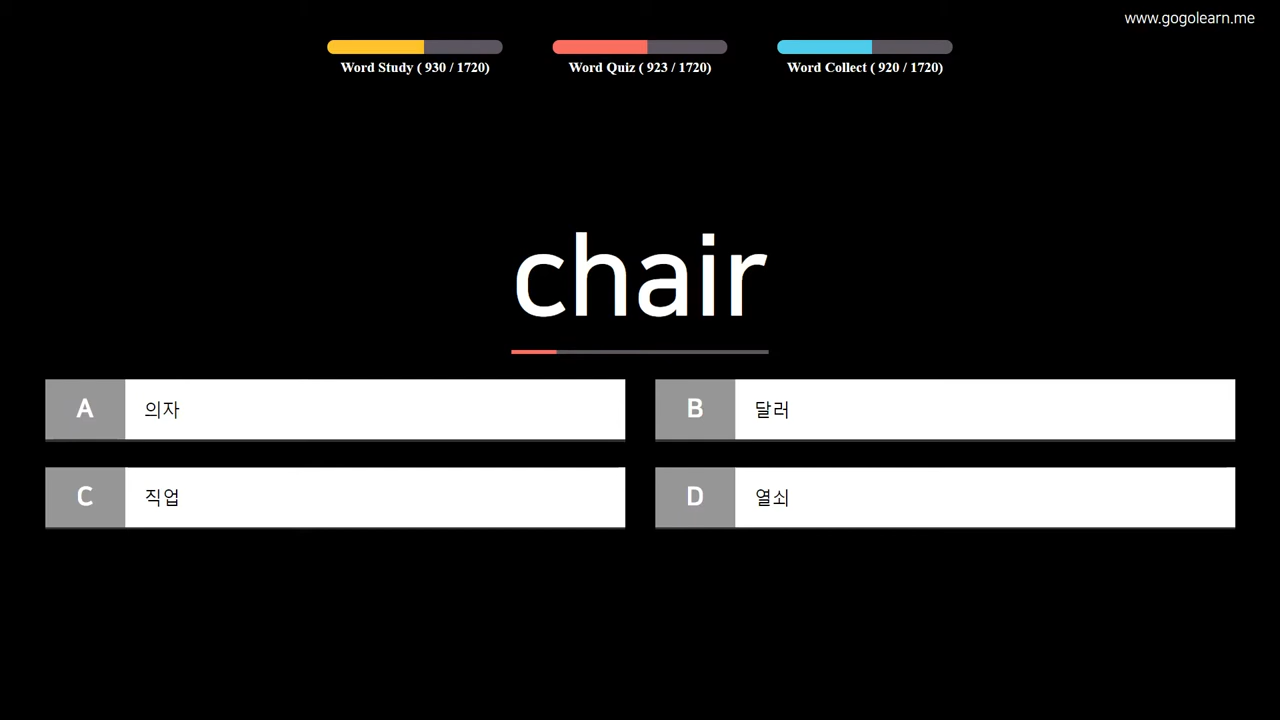 www.gogolearn.me
Word Study ( 930 / 1720)
Word Quiz ( 923 / 1720)
Word Collect ( 920 / 1720)
chair
A 의자
B 달러
C 직업
D 열쇠